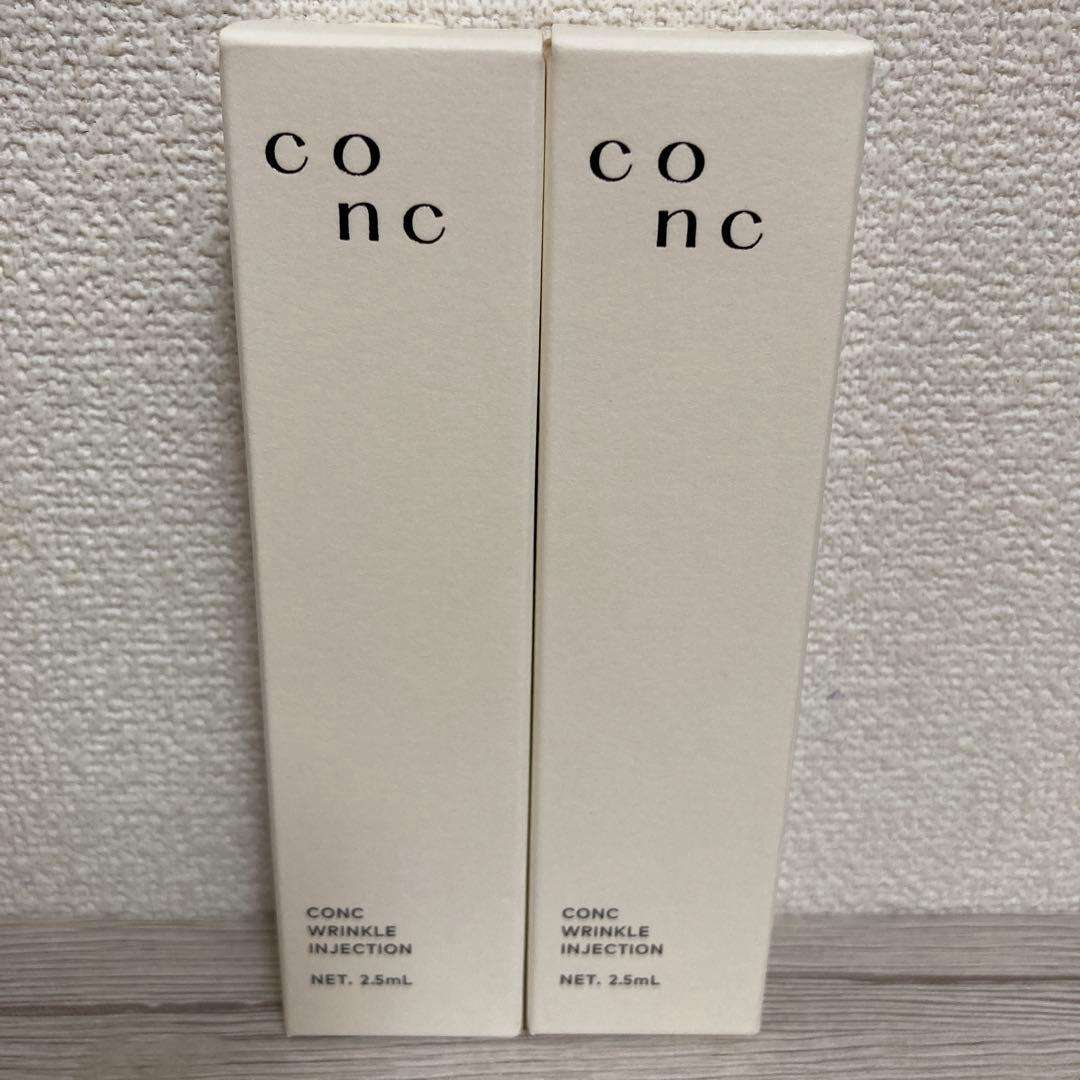 co
nc
CONC
WRINKLE
INJECTION
NET. 2.5mL
co
nc
CONC
WRINKLE
INJECTION
NET. 2.5mL